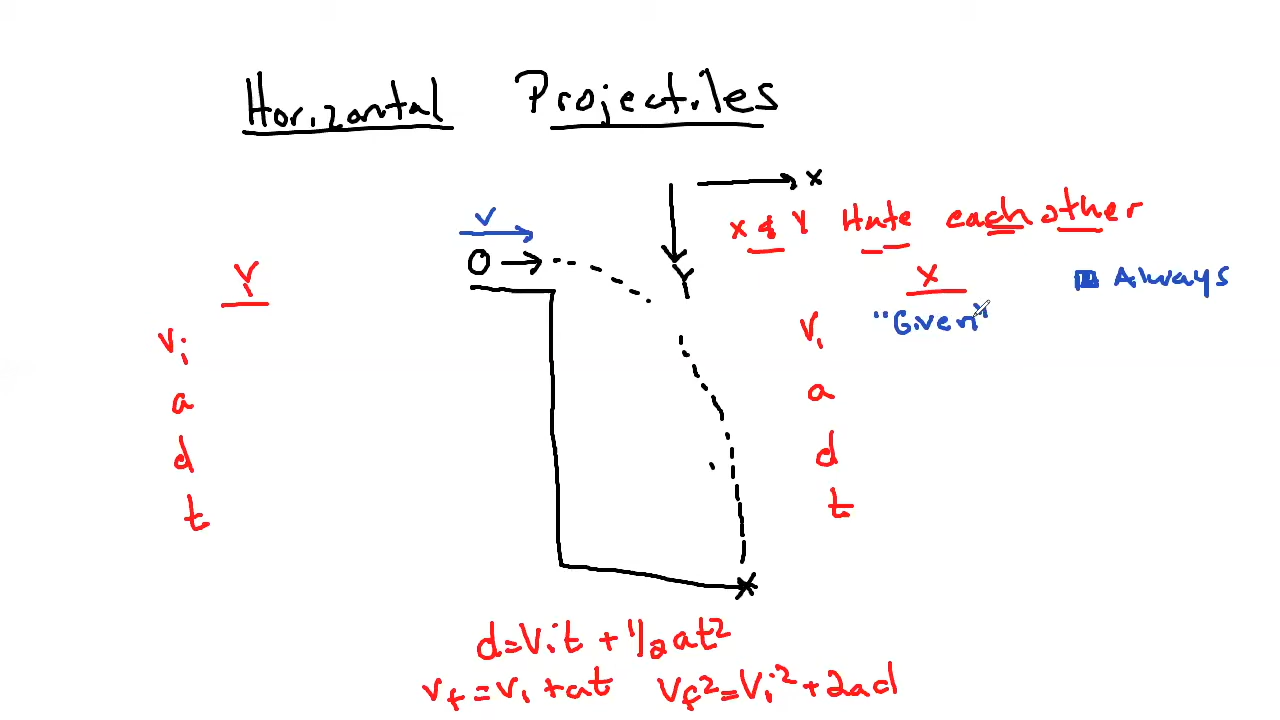 Horizontal Projectiles
X
V
X & Y Hate each other
O
Y
Y
X
Always
Vi
"Given"
Vi
a
a
d
d
t
t
X
d=Vit + 1/2at²
Vf = Vi + at Vf² = Vi² + 2ad